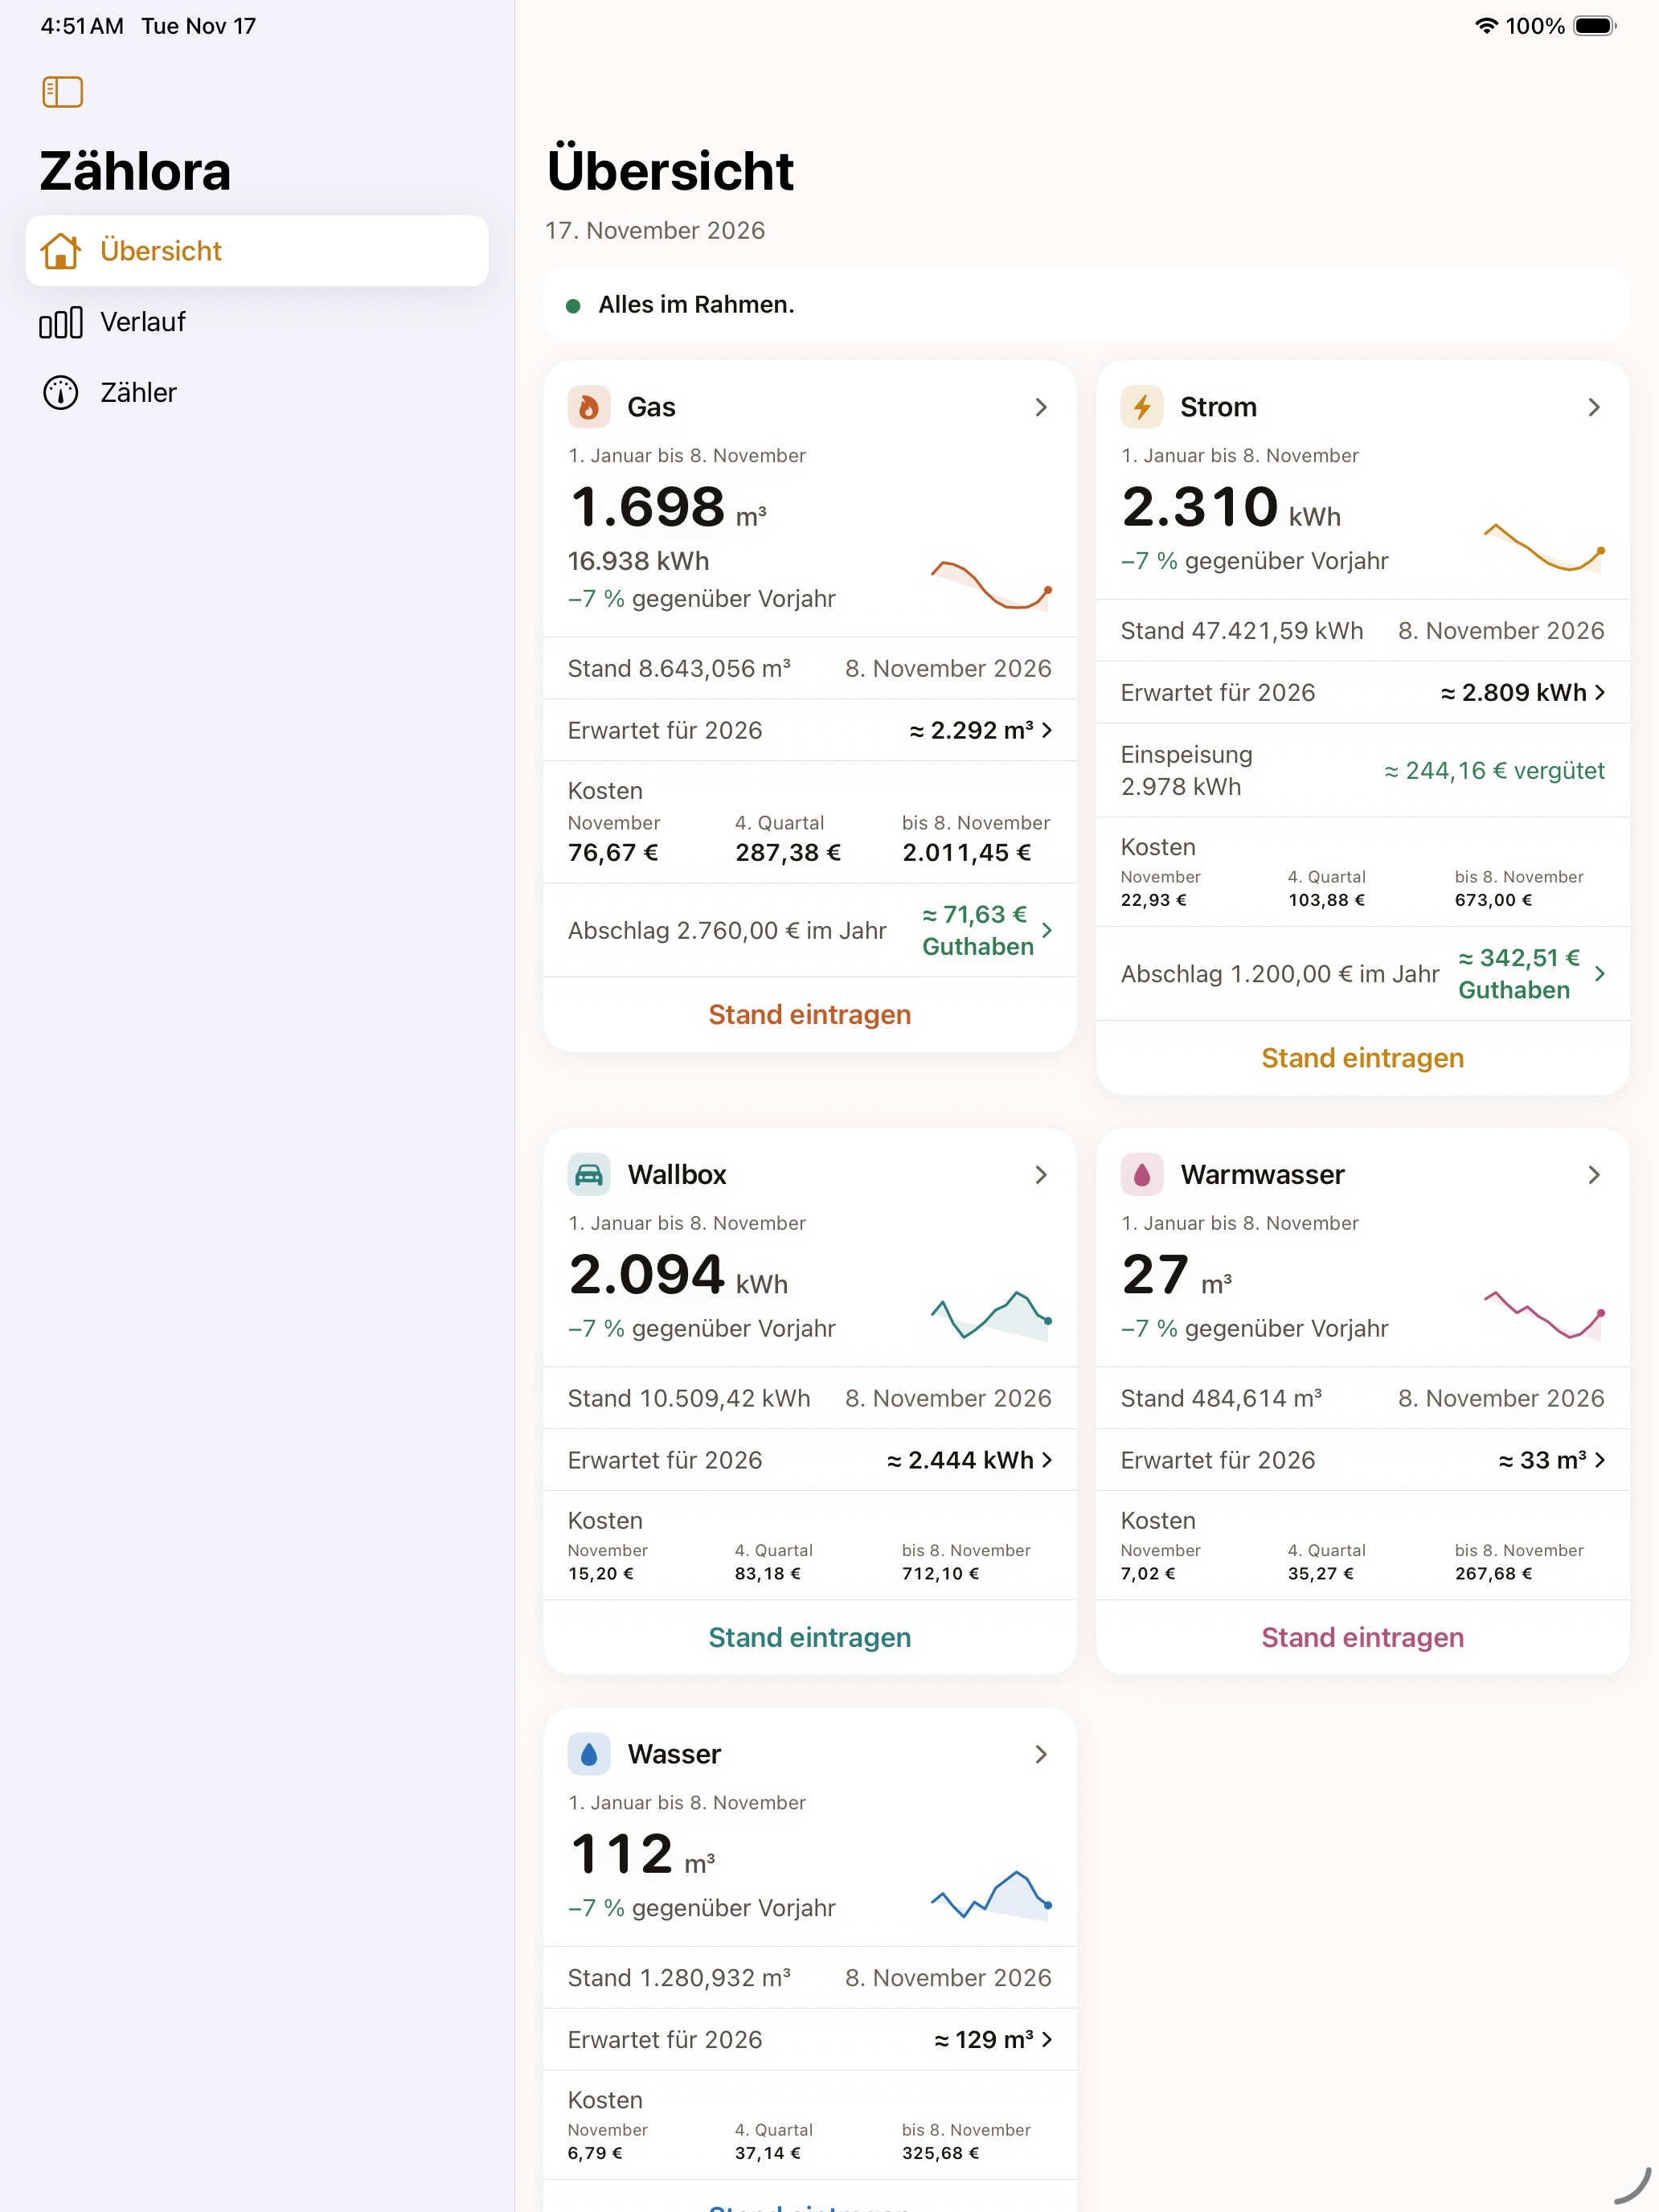 4:51 AM Tue Nov 17
100%
Zählora
Übersicht
Verlauf
Zähler
Übersicht
17. November 2026
Alles im Rahmen.
Gas
1. Januar bis 8. November
1.698 m³
16.938 kWh
−7 % gegenüber Vorjahr
Stand 8.643,056 m³ 8. November 2026
Erwartet für 2026 ≈ 2.292 m³
Kosten
November 4. Quartal bis 8. November
76,67 € 287,38 € 2.011,45 €
Abschlag 2.760,00 € im Jahr ≈ 71,63 €
Guthaben
Stand eintragen
Strom
1. Januar bis 8. November
2.310 kWh
−7 % gegenüber Vorjahr
Stand 47.421,59 kWh 8. November 2026
Erwartet für 2026 ≈ 2.809 kWh
Einspeisung
2.978 kWh ≈ 244,16 € vergütet
Kosten
November 4. Quartal bis 8. November
22,93 € 103,88 € 673,00 €
Abschlag 1.200,00 € im Jahr ≈ 342,51 €
Guthaben
Stand eintragen
Wallbox
1. Januar bis 8. November
2.094 kWh
−7 % gegenüber Vorjahr
Stand 10.509,42 kWh 8. November 2026
Erwartet für 2026 ≈ 2.444 kWh
Kosten
November 4. Quartal bis 8. November
15,20 € 83,18 € 712,10 €
Stand eintragen
Warmwasser
1. Januar bis 8. November
27 m³
−7 % gegenüber Vorjahr
Stand 484,614 m³ 8. November 2026
Erwartet für 2026 ≈ 33 m³
Kosten
November 4. Quartal bis 8. November
7,02 € 35,27 € 267,68 €
Stand eintragen
Wasser
1. Januar bis 8. November
112 m³
−7 % gegenüber Vorjahr
Stand 1.280,932 m³ 8. November 2026
Erwartet für 2026 ≈ 129 m³
Kosten
November 4. Quartal bis 8. November
6,79 € 37,14 € 325,68 €